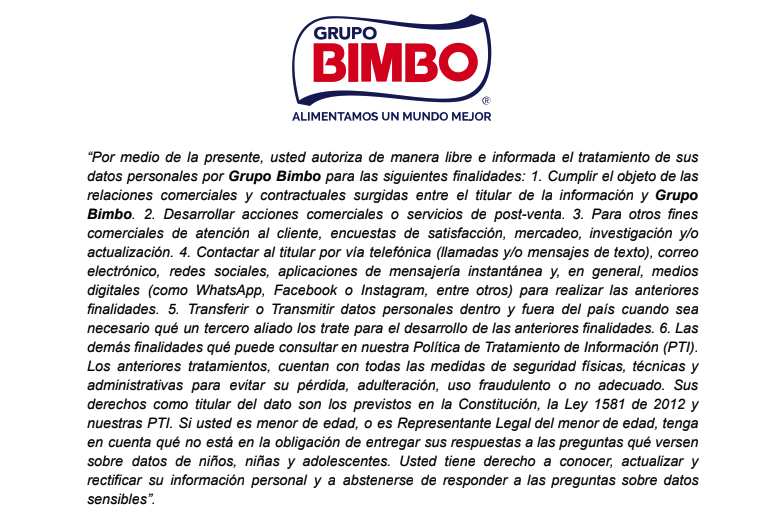 GRUPO
BIMBO
®
ALIMENTAMOS UN MUNDO MEJOR
“Por medio de la presente, usted autoriza de manera libre e informada el tratamiento de sus
datos personales por Grupo Bimbo para las siguientes finalidades: 1. Cumplir el objeto de las
relaciones comerciales y contractuales surgidas entre el titular de la información y Grupo
Bimbo. 2. Desarrollar acciones comerciales o servicios de post-venta. 3. Para otros fines
comerciales de atención al cliente, encuestas de satisfacción, mercadeo, investigación y/o
actualización. 4. Contactar al titular por vía telefónica (llamadas y/o mensajes de texto), correo
electrónico, redes sociales, aplicaciones de mensajería instantánea y, en general, medios
digitales (como WhatsApp, Facebook o Instagram, entre otros) para realizar las anteriores
finalidades. 5. Transferir o Transmitir datos personales dentro y fuera del país cuando sea
necesario qué un tercero aliado los trate para el desarrollo de las anteriores finalidades. 6. Las
demás finalidades qué puede consultar en nuestra Política de Tratamiento de Información (PTI).
Los anteriores tratamientos, cuentan con todas las medidas de seguridad físicas, técnicas y
administrativas para evitar su pérdida, adulteración, uso fraudulento o no adecuado. Sus
derechos como titular del dato son los previstos en la Constitución, la Ley 1581 de 2012 y
nuestras PTI. Si usted es menor de edad, o es Representante Legal del menor de edad, tenga
en cuenta qué no está en la obligación de entregar sus respuestas a las preguntas qué versen
sobre datos de niños, niñas y adolescentes. Usted tiene derecho a conocer, actualizar y
rectificar su información personal y a abstenerse de responder a las preguntas sobre datos
sensibles”.